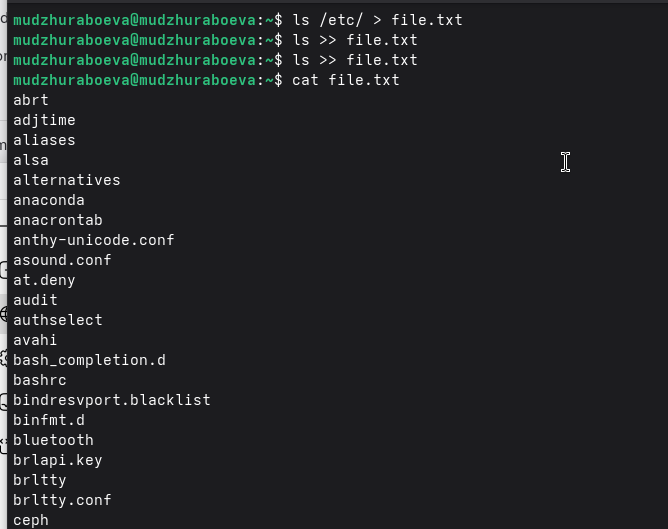 mudzhuraboeva@mudzhuraboeva:~$ ls /etc/ > file.txt
mudzhuraboeva@mudzhuraboeva:~$ ls >> file.txt
mudzhuraboeva@mudzhuraboeva:~$ ls >> file.txt
mudzhuraboeva@mudzhuraboeva:~$ cat file.txt
abrt
adjtime
aliases
alsa
alternatives
anaconda
anacrontab
anthy-unicode.conf
asound.conf
at.deny
audit
authselect
avahi
bash_completion.d
bashrc
bindresvport.blacklist
binfmt.d
bluetooth
brlapi.key
brltty
brltty.conf
ceph